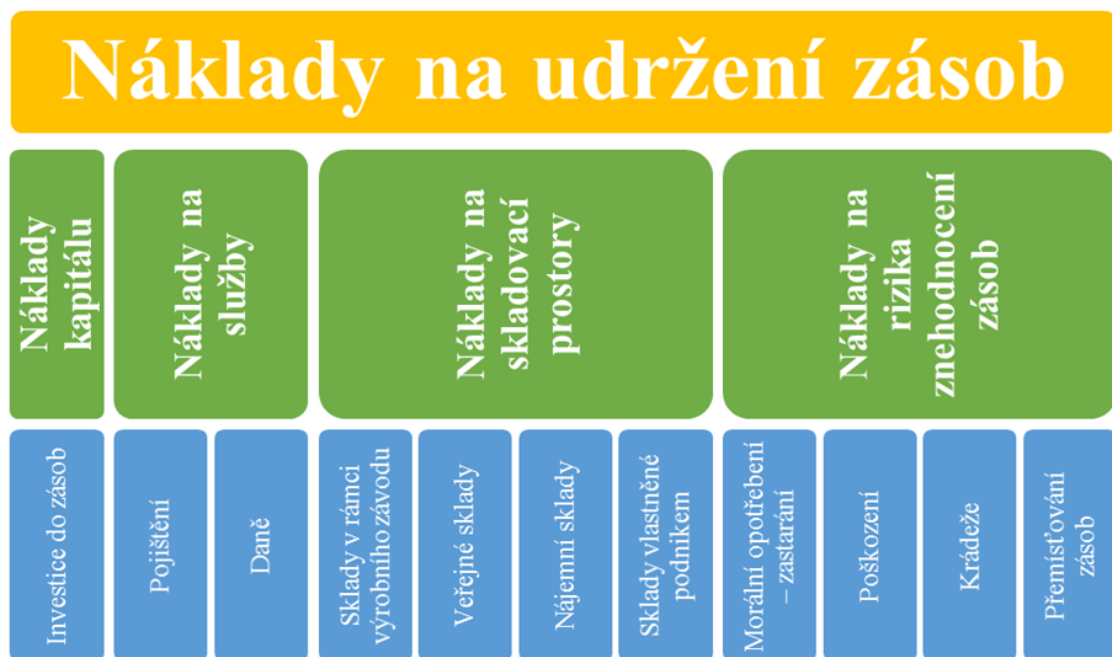 Náklady na udržení zásob
Náklady
kapitálu
Náklady na
služby
Náklady na
skladovací
prostory
Náklady na
rizika
znehodnocení
zásob
Investice do zásob
Pojištění
Daně
Sklady v rámci
výrobního závodu
Veřejné sklady
Nájemní sklady
Sklady vlastněné
podnikem
Morální opotřebení
– zastarání
Poškození
Krádeže
Přemísťování
zásob